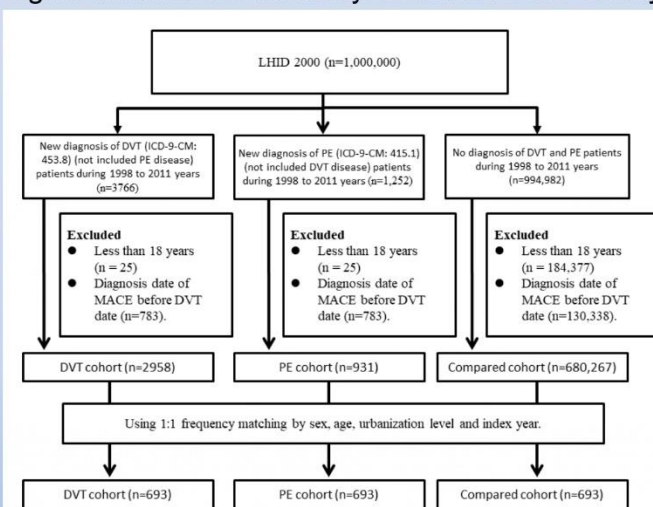 LHID 2000 (n=1,000,000)
New diagnosis of DVT (ICD-9-CM:
453.8) (not included PE disease)
patients during 1998 to 2011 years
(n=3766)
New diagnosis of PE (ICD-9-CM: 415.1)
(not included DVT disease) patients
during 1998 to 2011 years (n=1,252)
No diagnosis of DVT and PE patients
during 1998 to 2011 years
(n=994,982)
Excluded
● Less than 18 years
(n = 25)
● Diagnosis date of
MACE before DVT
date (n=783).
Excluded
● Less than 18 years
(n = 25)
● Diagnosis date of
MACE before DVT
date (n=783).
Excluded
● Less than 18 years
(n = 184,377)
● Diagnosis date of
MACE before DVT
date (n=130,338).
DVT cohort (n=2958)
PE cohort (n=931)
Compared cohort (n=680,267)
Using 1:1 frequency matching by sex, age, urbanization level and index year.
DVT cohort (n=693)
PE cohort (n=693)
Compared cohort (n=693)